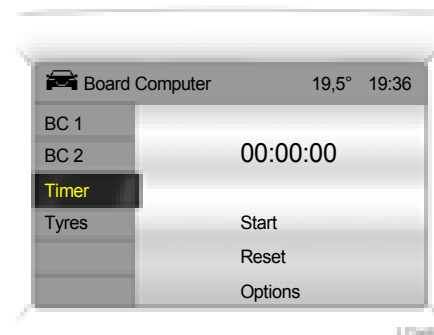 Board Computer 19,5° 19:36
BC 1
BC 2
Timer
Tyres
00:00:00
Start
Reset
Options